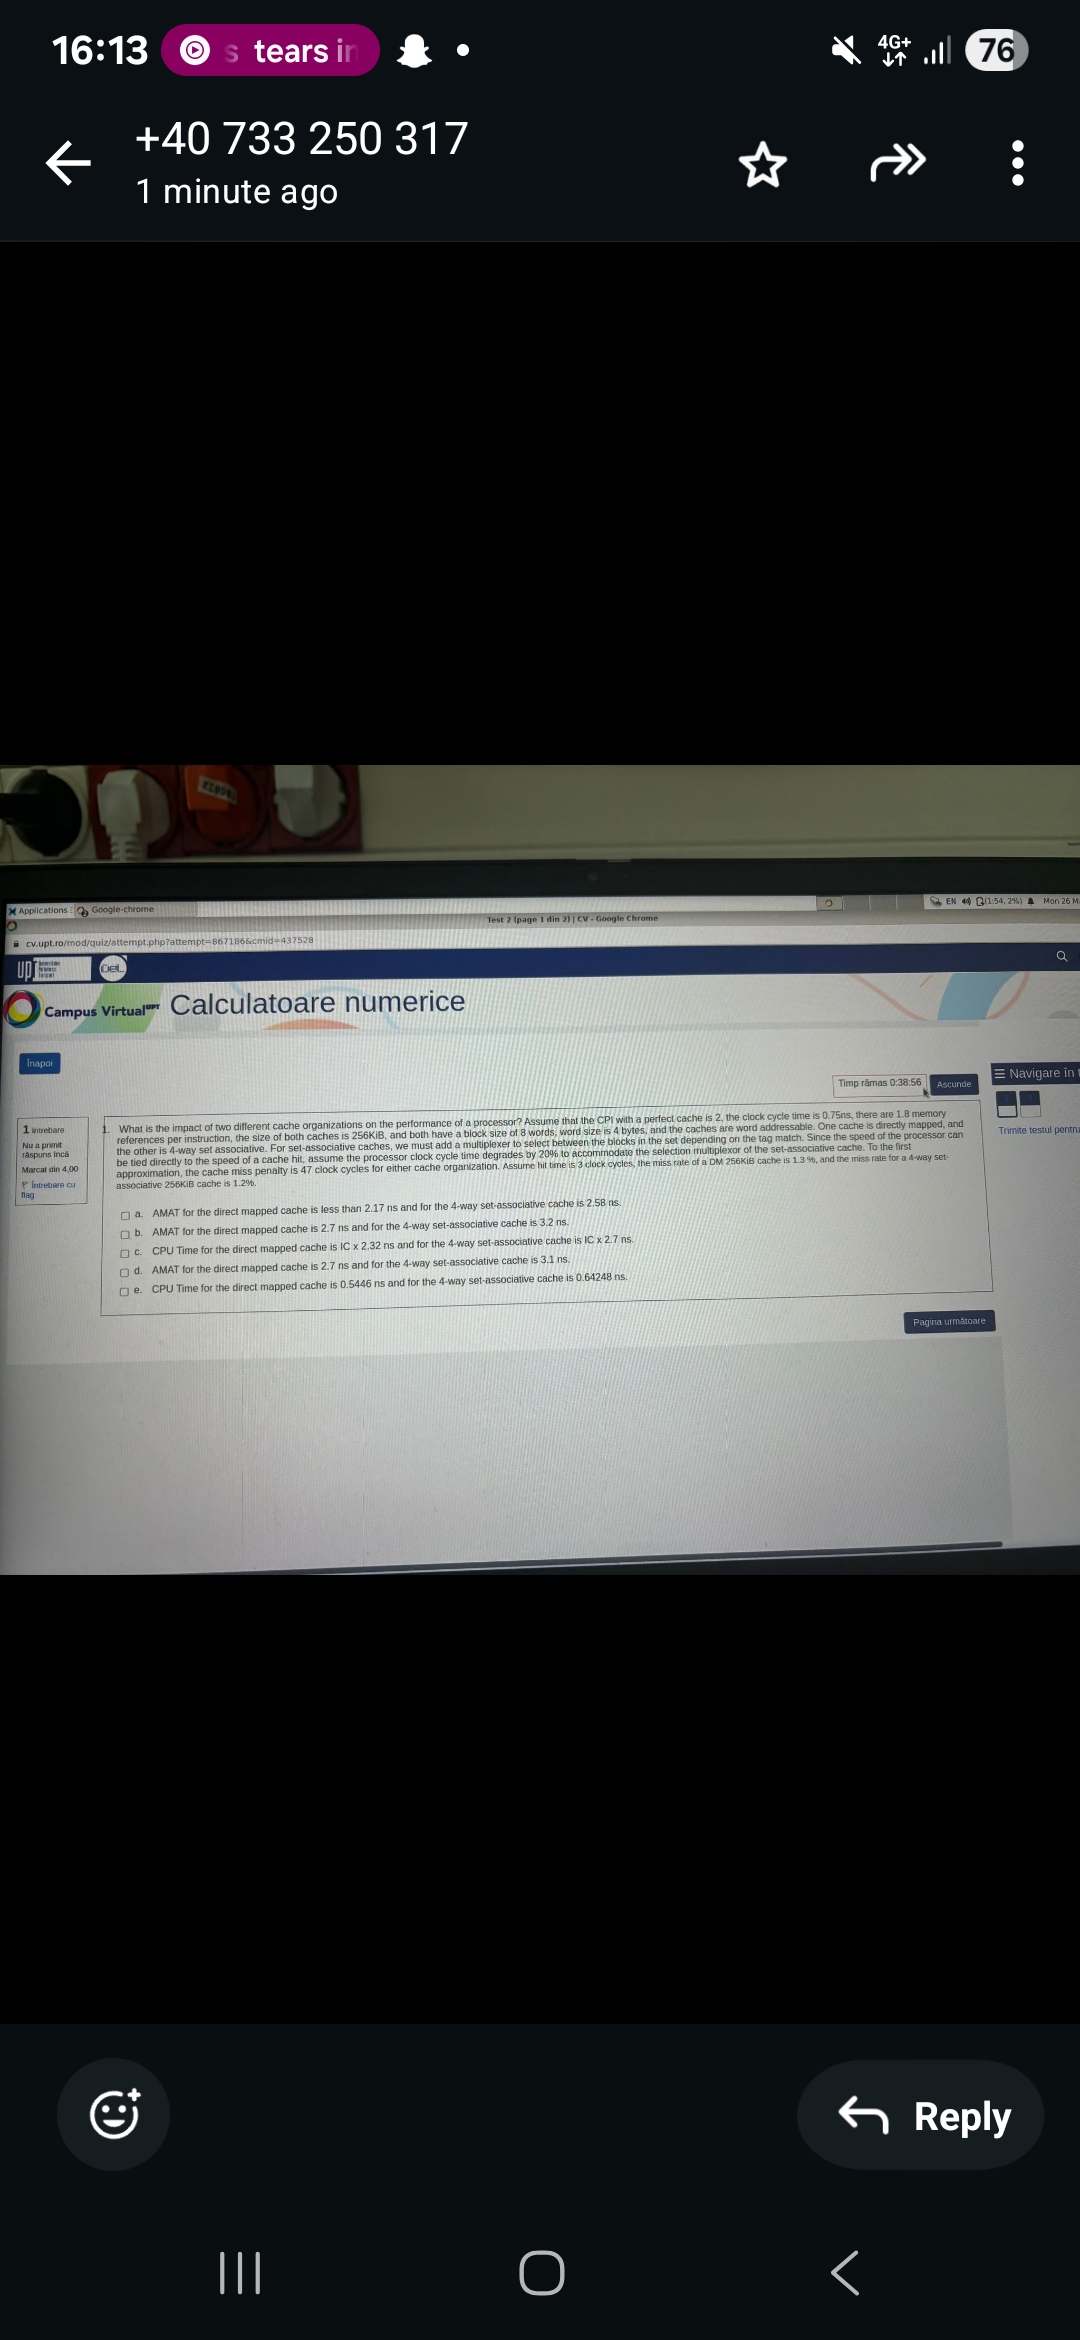 16:13
s tears in
4G+
76
+40 733 250 317
1 minute ago
Applications
Google-chrome
EN
(1:54, 2%)
Mon 26 M
Test 2 (page 1 din 2) | CV - Google Chrome
cv.upt.ro/mod/quiz/attempt.php?attempt=867186&cmid=437528
UPT
DeL
Campus Virtual UPT
Calculatoare numerice
Înapoi
Timp rămas 0:38:56
Ascunde
Navigare în t
Trimite testul pentru
1 întrebare
Nu a primit
răspuns încă
Marcat din 4,00
Întrebare cu
flag
1. What is the impact of two different cache organizations on the performance of a processor? Assume that the CPI with a perfect cache is 2, the clock cycle time is 0.75ns, there are 1.8 memory
references per instruction, the size of both caches is 256KiB, and both have a block size of 8 words, word size is 4 bytes, and the caches are word addressable. One cache is directly mapped, and
the other is 4-way set associative. For set-associative caches, we must add a multiplexer to select between the blocks in the set depending on the tag match. Since the speed of the processor can
be tied directly to the speed of a cache hit, assume the processor clock cycle time degrades by 20% to accommodate the selection multiplexor of the set-associative cache. To the first
approximation, the cache miss penalty is 47 clock cycles for either cache organization. Assume hit time is 3 clock cycles, the miss rate of a DM 256KiB cache is 1.3 %, and the miss rate for a 4-way set-
associative 256KiB cache is 1.2%.
a. AMAT for the direct mapped cache is less than 2.17 ns and for the 4-way set-associative cache is 2.58 ns.
b. AMAT for the direct mapped cache is 2.7 ns and for the 4-way set-associative cache is 3.2 ns.
c. CPU Time for the direct mapped cache is IC x 2.32 ns and for the 4-way set-associative cache is IC x 2.7 ns.
d. AMAT for the direct mapped cache is 2.7 ns and for the 4-way set-associative cache is 3.1 ns.
e. CPU Time for the direct mapped cache is 0.5446 ns and for the 4-way set-associative cache is 0.64248 ns.
Pagina următoare
Reply